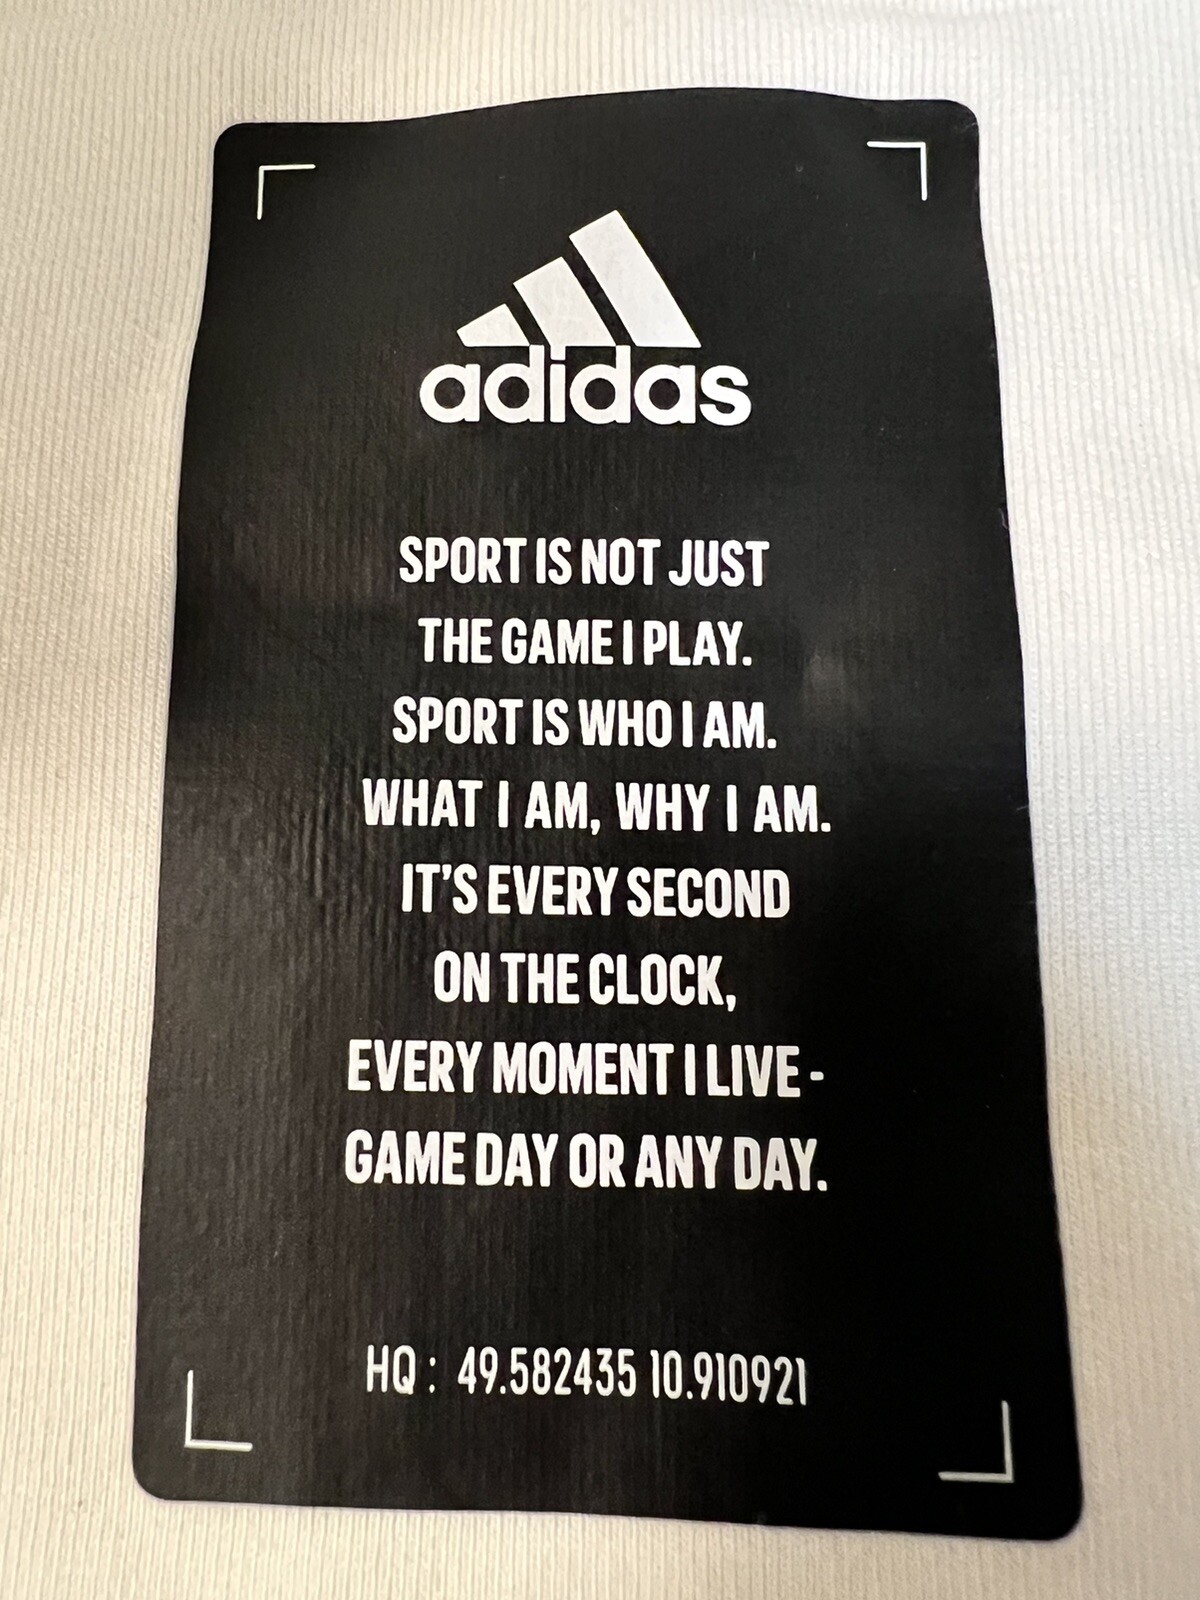 adidas
SPORT IS NOT JUST
THE GAME I PLAY.
SPORT IS WHO I AM.
WHAT I AM, WHY I AM.
IT'S EVERY SECOND
ON THE CLOCK,
EVERY MOMENT I LIVE -
GAME DAY OR ANY DAY.
HQ : 49.582435 10.910921